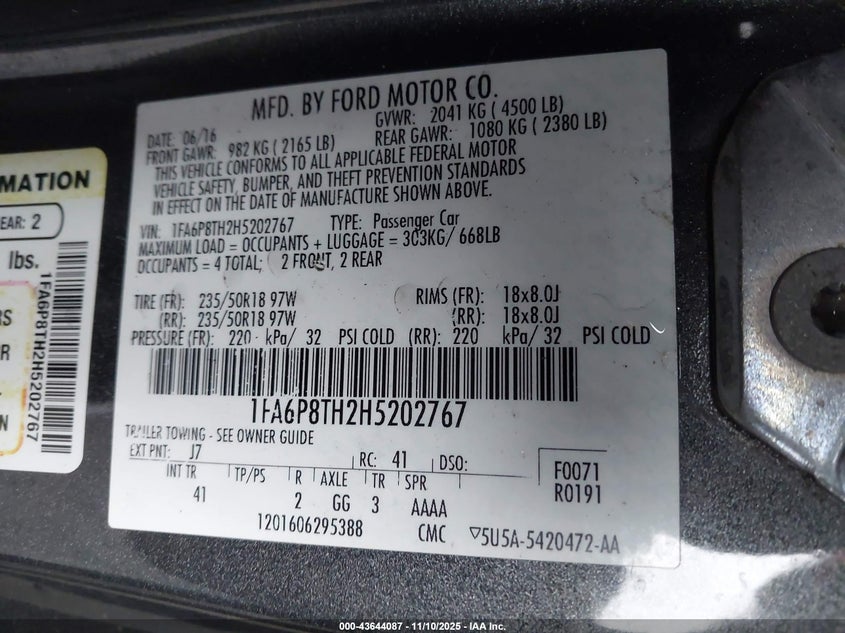 MFD. BY FORD MOTOR CO.
DATE: 06/16
GVWR: 2041 KG ( 4500 LB)
FRONT GAWR: 982 KG ( 2165 LB)
REAR GAWR: 1080 KG ( 2380 LB)
THIS VEHICLE CONFORMS TO ALL APPLICABLE FEDERAL MOTOR
VEHICLE SAFETY, BUMPER, AND THEFT PREVENTION STANDARDS
IN EFFECT ON THE DATE OF MANUFACTURE SHOWN ABOVE.
VIN: 1FA6P8TH2H5202767 TYPE: Passenger Car
MAXIMUM LOAD = OCCUPANTS + LUGGAGE = 303KG/ 668LB
OCCUPANTS = 4 TOTAL; 2 FRONT, 2 REAR
TIRE (FR): 235/50R18 97W RIMS (FR): 18x8.0J
(RR): 235/50R18 97W (RR): 18x8.0J
PRESSURE (FR): 220 kPa/ 32 PSI COLD (RR): 220 kPa/ 32 PSI COLD
1FA6P8TH2H5202767
TRAILER TOWING - SEE OWNER GUIDE
EXT PNT: J7 RC: 41 DSO: F0071
INT TR TP/PS R AXLE TR SPR R0191
41 2 GG 3 AAAA
1201606295388 CMC ▽5U5A-5420472-AA
RMATION
EAR: 2
lbs.
RS
R
N
1FA6P8TH2H5202767
000-43644087 - 11/10/2025 - IAA Inc.